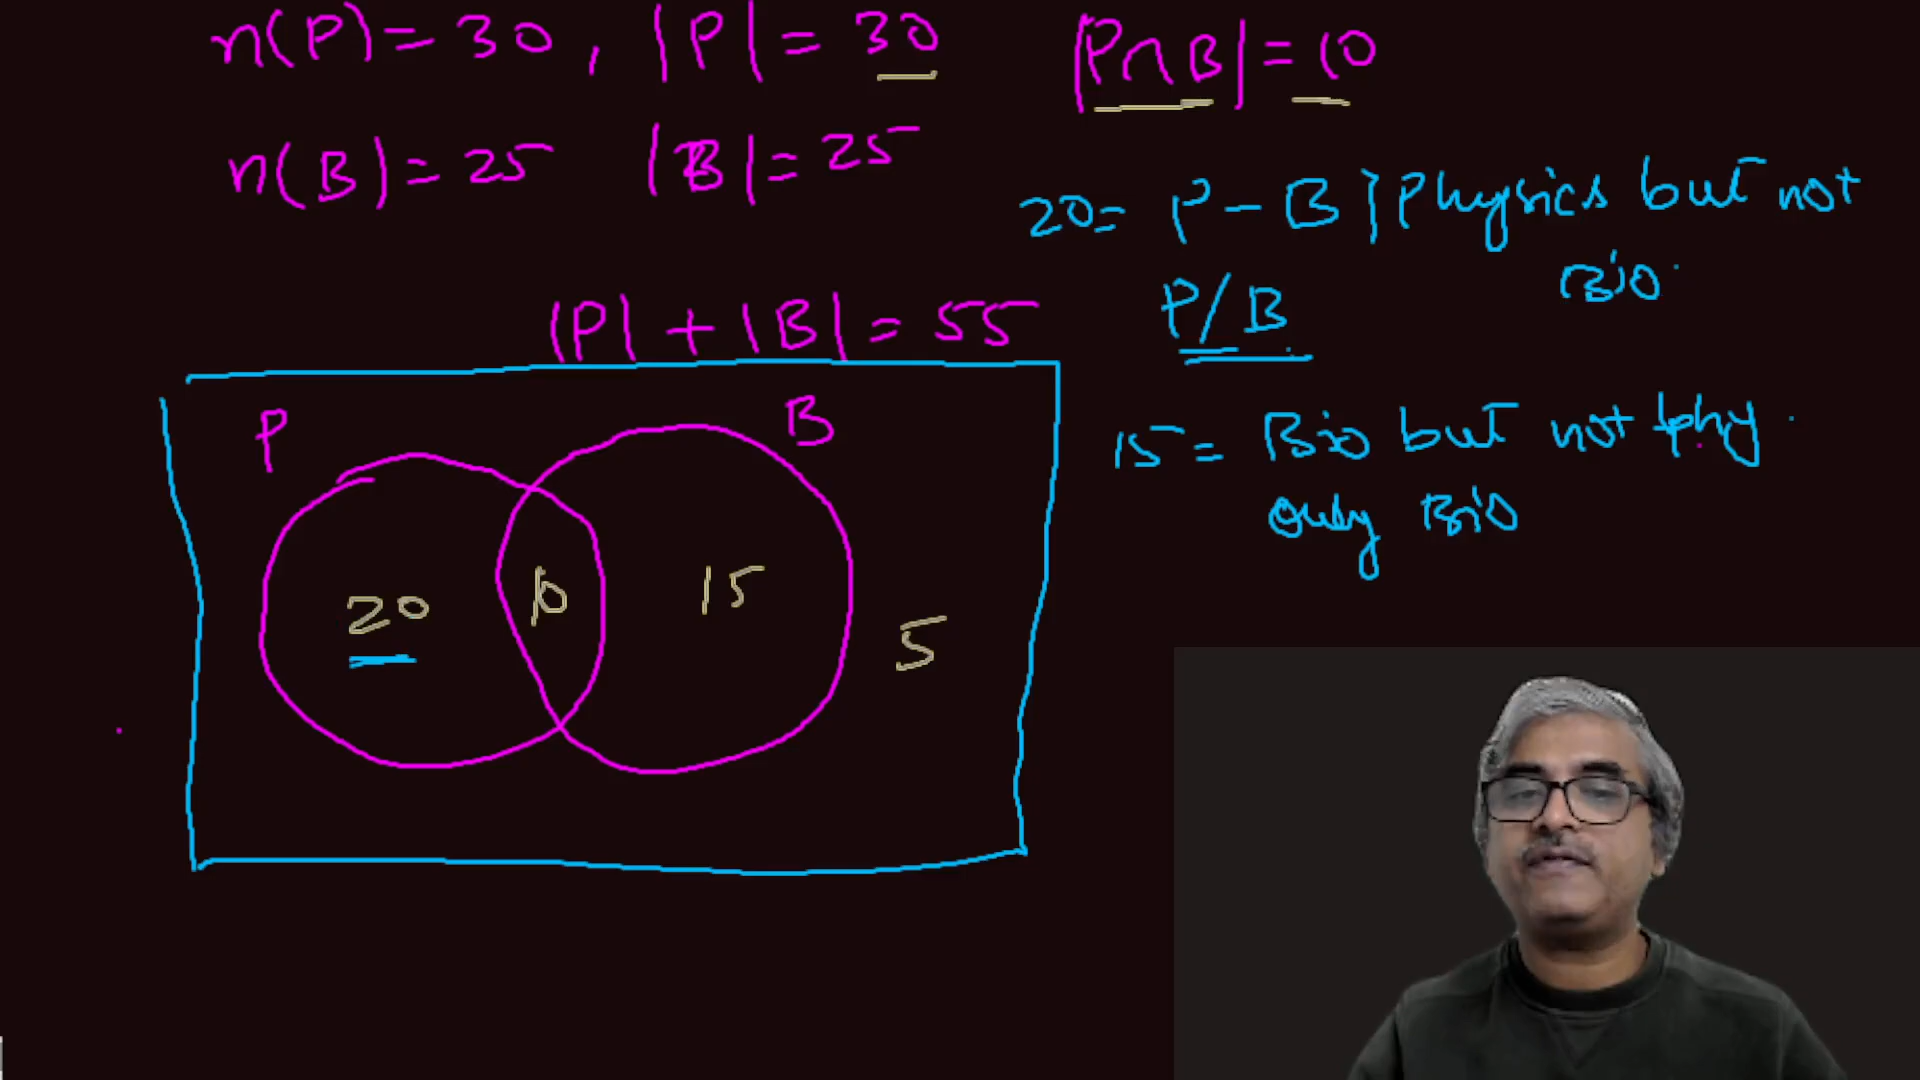 n(P) = 30, |P| = 30
|P∩B| = 10
n(B) = 25 |B| = 25
20 = P - B } Physics but not
Bio.
P/B
|P| + |B| = 55
15 = Bio but not phy.
only Bio
P
B
20
10
15
5